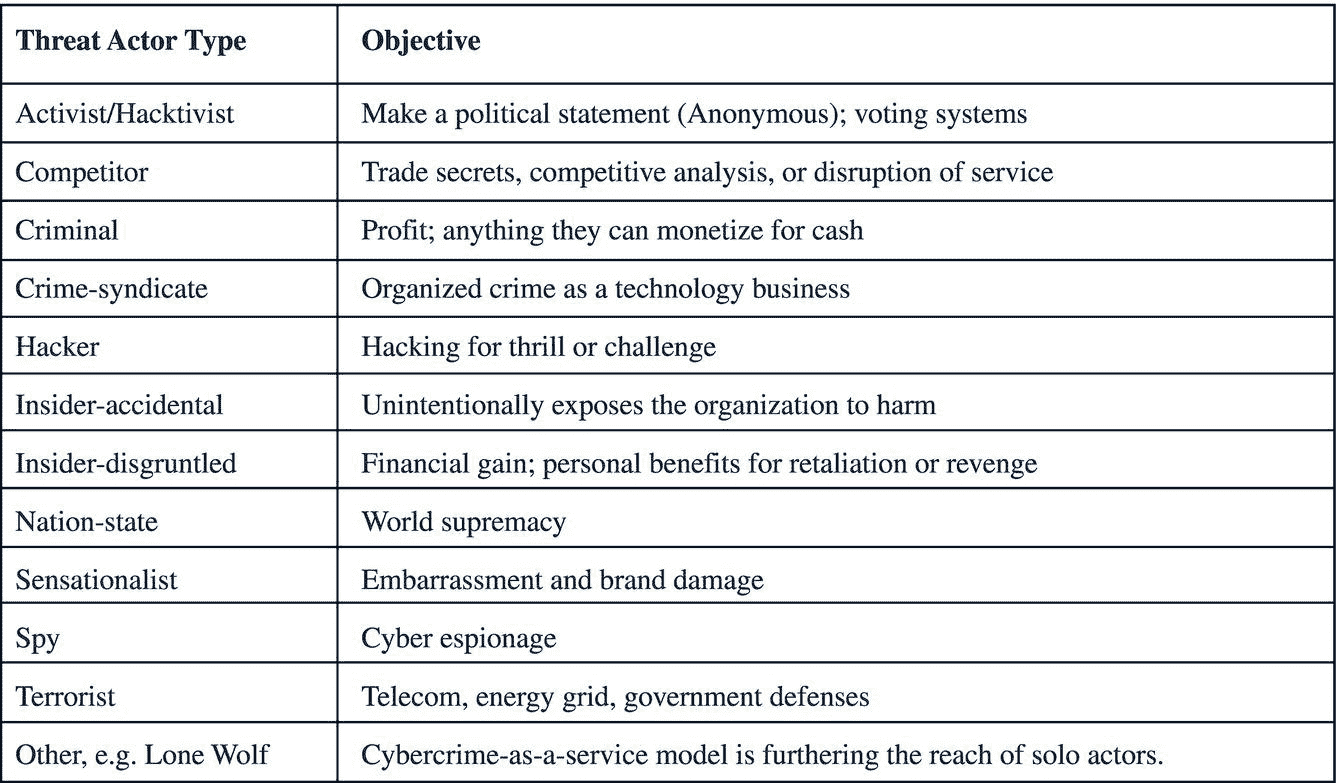 Threat Actor Type Objective
Activist/Hacktivist Make a political statement (Anonymous); voting systems
Competitor Trade secrets, competitive analysis, or disruption of service
Criminal Profit; anything they can monetize for cash
Crime-syndicate Organized crime as a technology business
Hacker Hacking for thrill or challenge
Insider-accidental Unintentionally exposes the organization to harm
Insider-disgruntled Financial gain; personal benefits for retaliation or revenge
Nation-state World supremacy
Sensationalist Embarrassment and brand damage
Spy Cyber espionage
Terrorist Telecom, energy grid, government defenses
Other, e.g. Lone Wolf Cybercrime-as-a-service model is furthering the reach of solo actors.